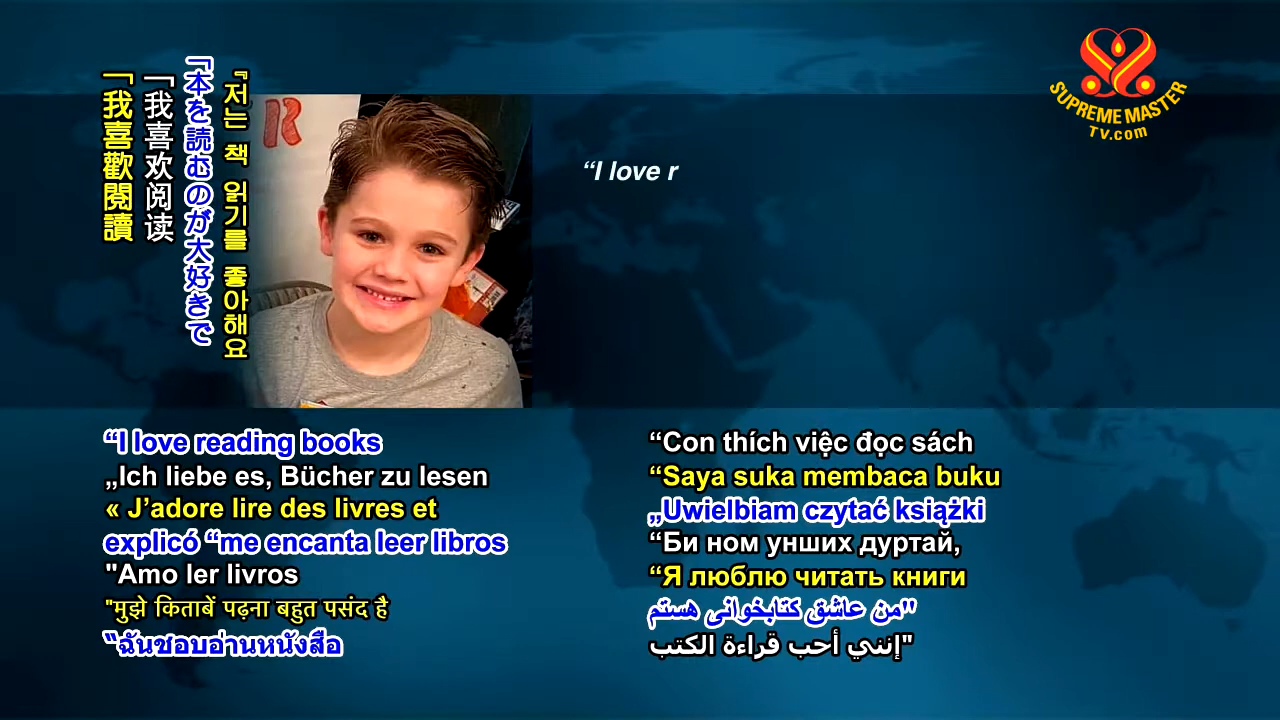 「我喜歡閱讀
「我喜欢阅读
「本を読むのが大好きで
『저는 책 읽기를 좋아해요
R
“I love r
SUPREME MASTER
TV.com
“I love reading books
„Ich liebe es, Bücher zu lesen
« J’adore lire des livres et
explicó “me encanta leer libros
"Amo ler livros
"मुझे किताबें पढ़ना बहुत पसंद है
“ฉันชอบอ่านหนังสือ
“Con thích việc đọc sách
“Saya suka membaca buku
„Uwielbiam czytać książki
“Би ном унших дуртай,
“Я люблю читать книги
"من عاشق کتابخوانی هستم
"إنني أحب قراءة الكتب